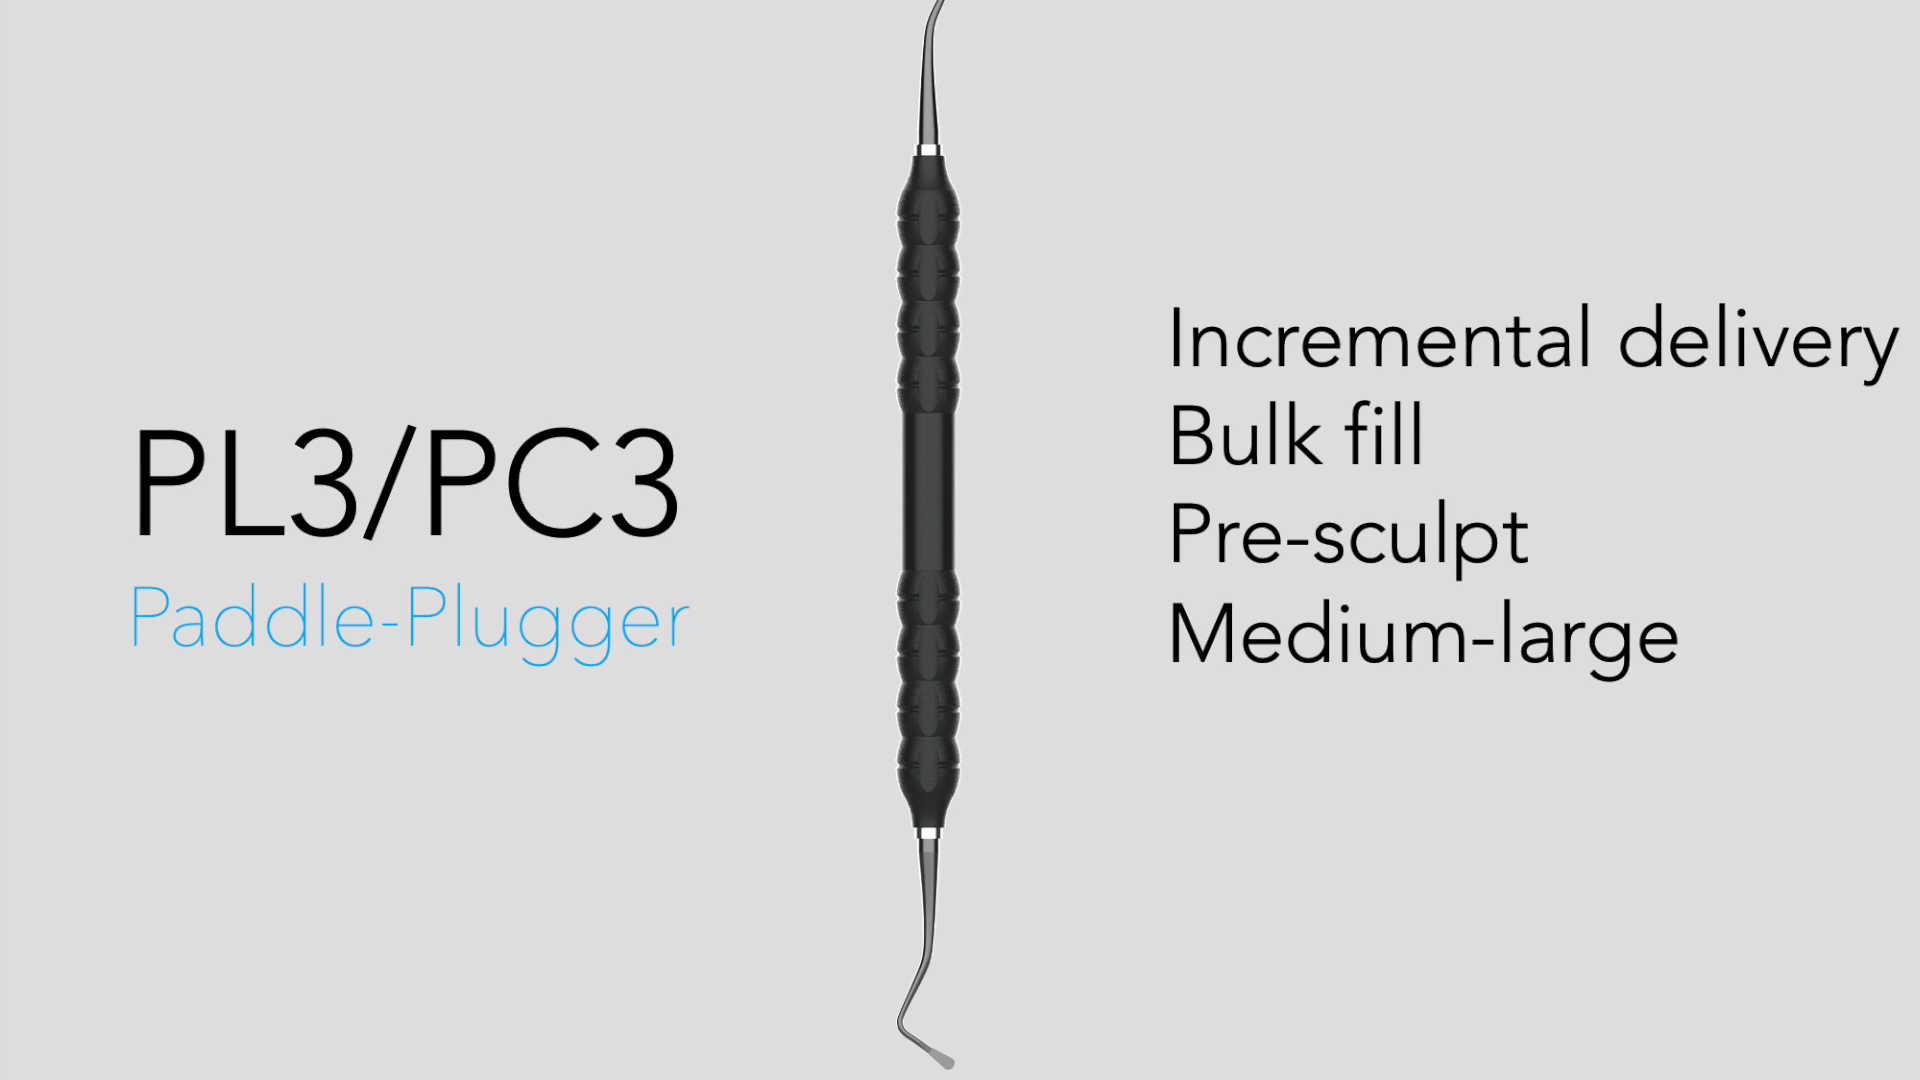 PL3/PC3
Paddle-Plugger
Incremental delivery
Bulk fill
Pre-sculpt
Medium-large